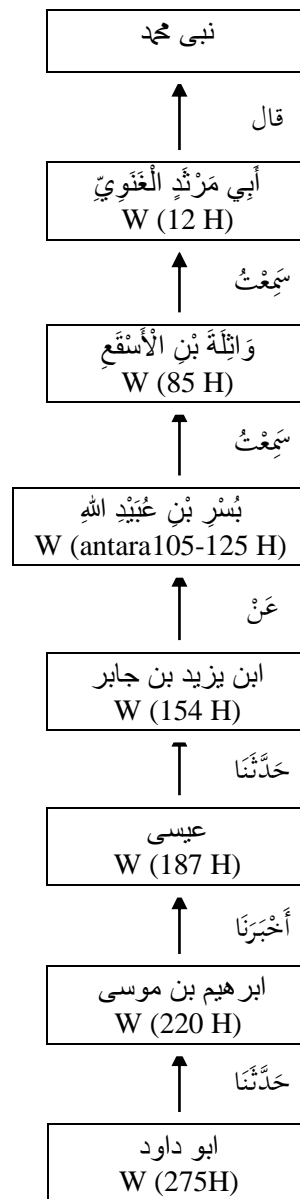 نبى محمد
قال
أَبِي مَرْثَدٍ الْغَنَوِيِّ
W (12 H)
سَمِعْتُ
وَاثِلَةَ بْنِ الْأَسْقَعِ
W (85 H)
سَمِعْتُ
بُسْرِ بْنِ عُبَيْدِ اللهِ
W (antara105-125 H)
عَنْ
ابن يزيد بن جابر
W (154 H)
حَدَّثَنَا
عيسى
W (187 H)
أَخْبَرَنَا
ابرهيم بن موسى
W (220 H)
حَدَّثَنَا
ابو داود
W (275H)